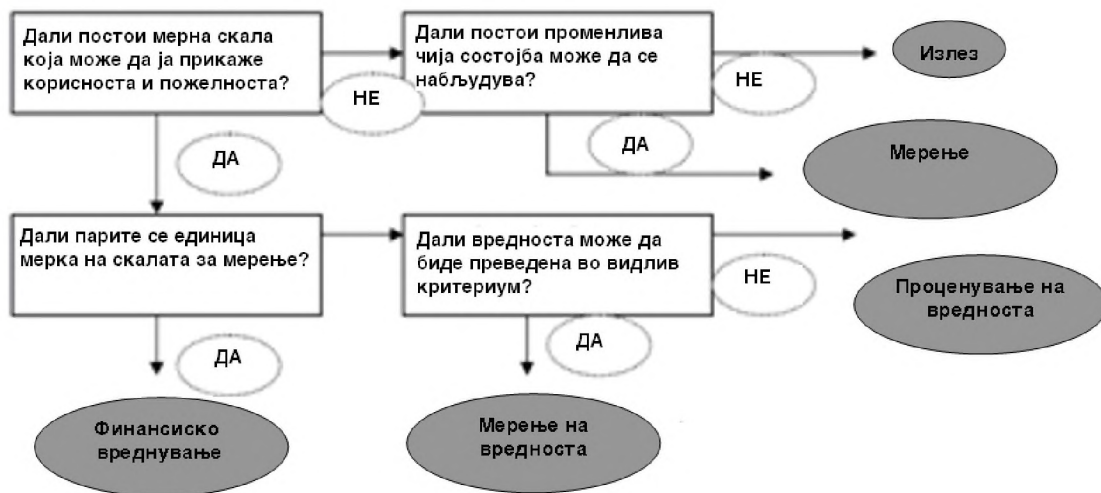 Дали постои мерна скала
која може да ја прикаже
корисноста и пожелноста?
НЕ
Дали постои променлива
чија состојба може да се
набљудува?
НЕ
Излез
ДА
ДА
Мерење
Дали парите се единица
мерка на скалата за мерење?
Дали вредноста може да
биде преведена во видлив
критериум?
НЕ
Проценување на
вредноста
ДА
ДА
Финансиско
вреднување
Мерење на
вредноста